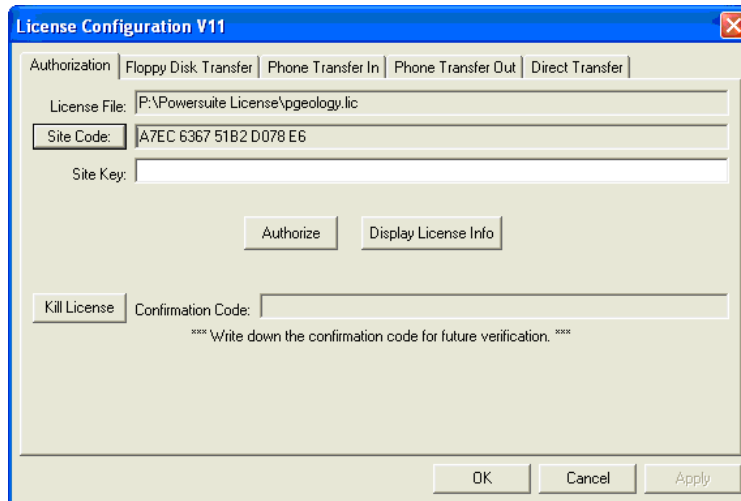 License Configuration V11
Authorization Floppy Disk Transfer Phone Transfer In Phone Transfer Out Direct Transfer
License File: P:\Powersuite License\pgeology.lic
Site Code: A7EC 6367 51B2 D078 E6
Site Key:
Authorize Display License Info
Kill License Confirmation Code:
*** Write down the confirmation code for future verification. ***
OK Cancel Apply